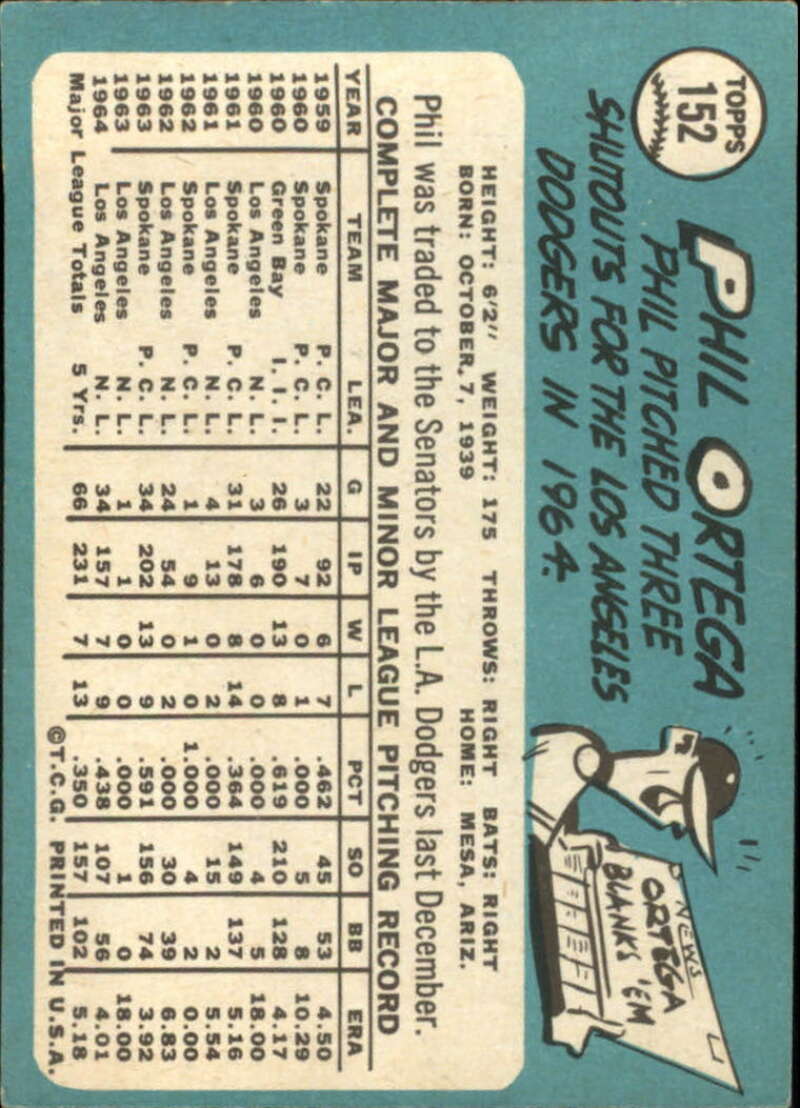 TOPPS
152
PHIL ORTEGA
PHIL PITCHED THREE
SHUTOUTS FOR THE LOS ANGELES
DODGERS IN 1964.
NEWS
ORTEGA
BLANKS 'EM
HEIGHT: 6'2" WEIGHT: 175 THROWS: RIGHT BATS: RIGHT
BORN: OCTOBER, 7, 1939 HOME: MESA, ARIZ.
Phil was traded to the Senators by the L.A. Dodgers last December.
COMPLETE MAJOR AND MINOR LEAGUE PITCHING RECORD
YEAR TEAM LEA. G IP W L PCT SO BB ERA
1959 Spokane P. C. L. 22 92 6 7 .462 45 53 4.50
1960 Spokane P. C. L. 3 7 0 1 .000 5 8 10.29
1960 Green Bay I. I. I. 26 190 13 8 .619 210 128 4.17
1960 Los Angeles N. L. 3 6 0 0 .000 4 5 18.00
1961 Spokane P. C. L. 31 178 8 14 .364 149 137 5.16
1961 Los Angeles N. L. 4 13 0 2 .000 15 2 5.54
1962 Spokane P. C. L. 1 9 1 0 1.000 4 2 0.00
1962 Los Angeles N. L. 24 54 0 2 .000 30 39 6.83
1963 Spokane P. C. L. 34 202 13 9 .591 156 74 3.92
1963 Los Angeles N. L. 1 1 0 0 .000 1 0 18.00
1964 Los Angeles N. L. 34 157 7 9 .438 107 56 4.01
Major League Totals 5 Yrs. 66 231 7 13 .350 157 102 5.18
©T.C.G. PRINTED IN U.S.A.